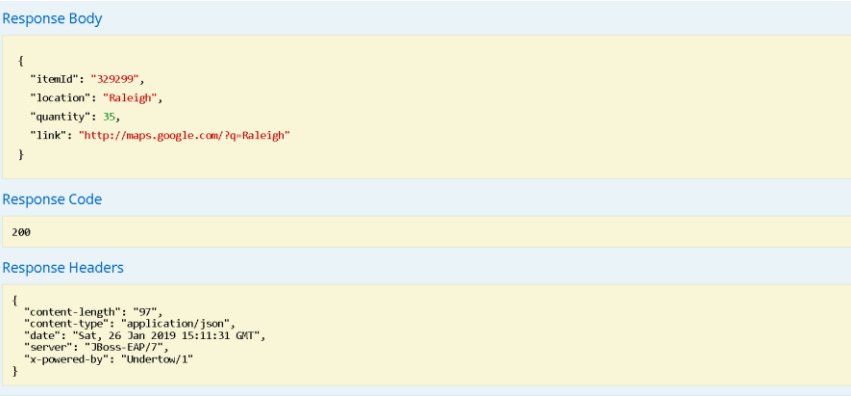 Response Body
{
"itemId": "329299",
"location": "Raleigh",
"quantity": 35,
"link": "http://maps.google.com/?q=Raleigh"
}
Response Code
200
Response Headers
{
"content-length": "97",
"content-type": "application/json",
"date": "Sat, 26 Jan 2019 15:11:31 GMT",
"server": "JBoss-EAP/7",
"x-powered-by": "Undertow/1"
}